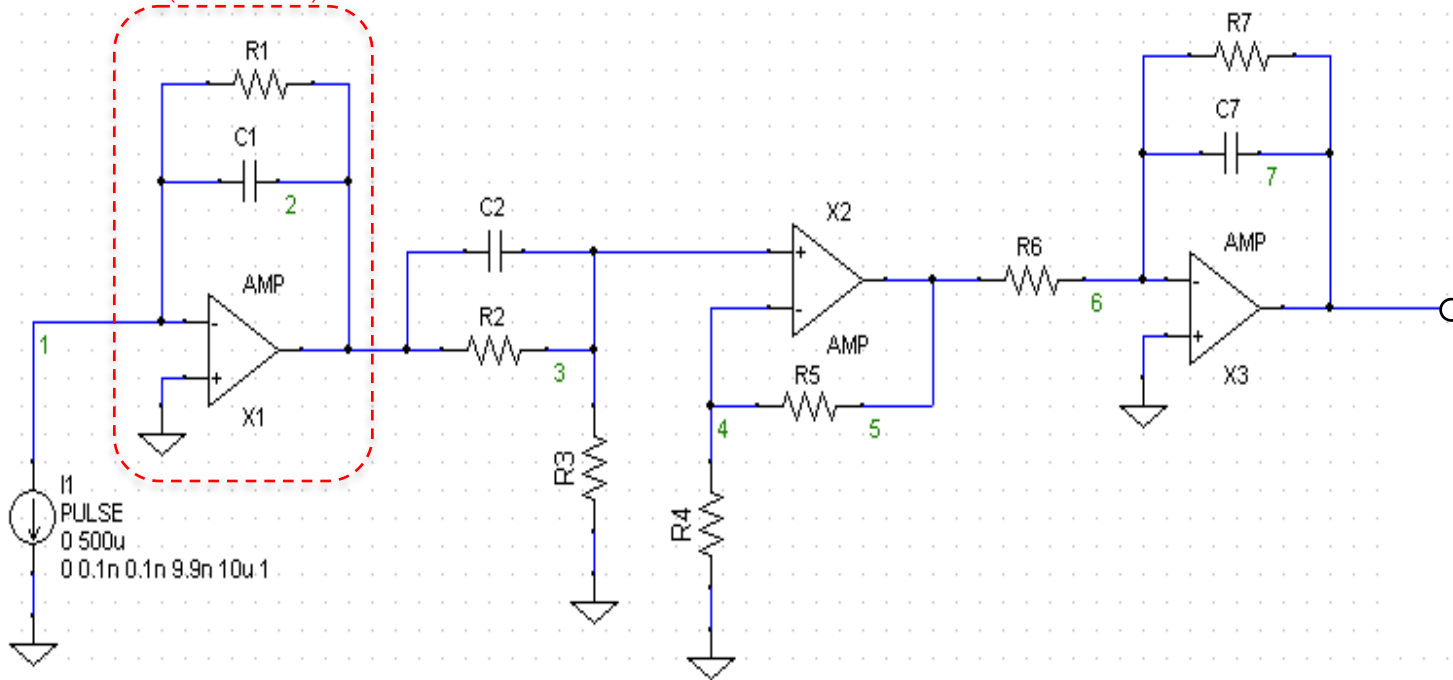 R1
C1
2
AMP
X1
1
I1
PULSE
0 500u
0 0.1n 0.1n 9.9n 10u 1
C2
R2
3
R3
X2
+
-
AMP
R5
4
5
R4
R6
6
R7
C7
7
AMP
-
+
X3
-
+